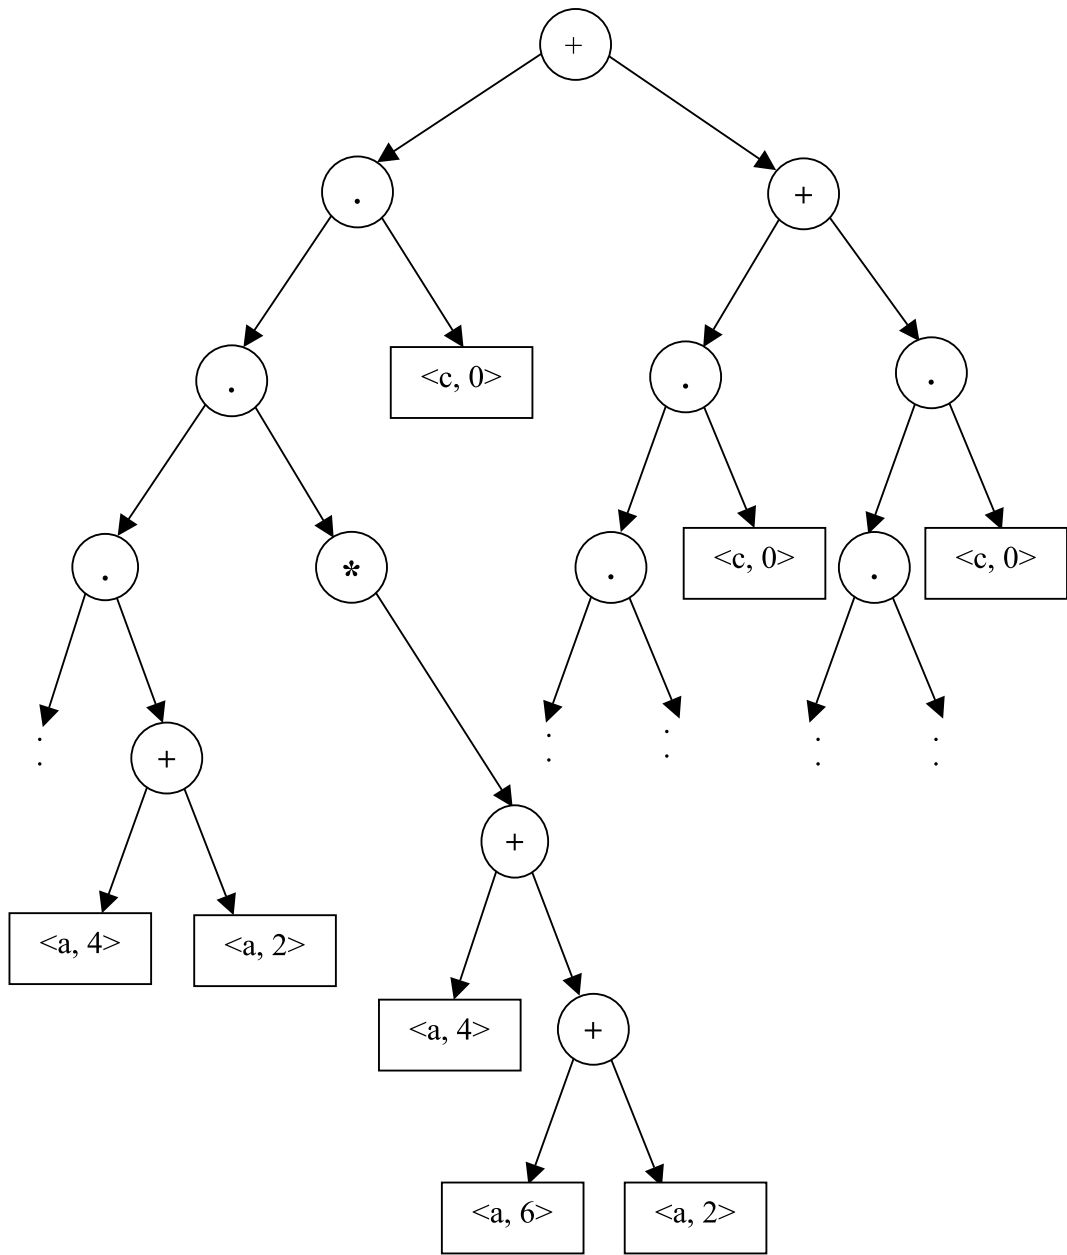 +
. +
. <c, 0> . .
. * . <c, 0> . <c, 0>
: + : : : :
+
<a, 4> <a, 2>
<a, 4> +
<a, 6> <a, 2>